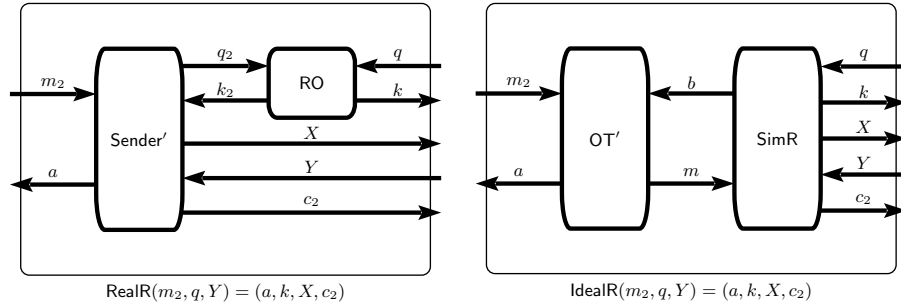 m₂
a
Sender′
q₂
k₂
RO
q
k
X
Y
c₂
RealR(m₂, q, Y) = (a, k, X, c₂)
m₂
a
OT′
b
m
SimR
q
k
X
Y
c₂
IdealR(m₂, q, Y) = (a, k, X, c₂)